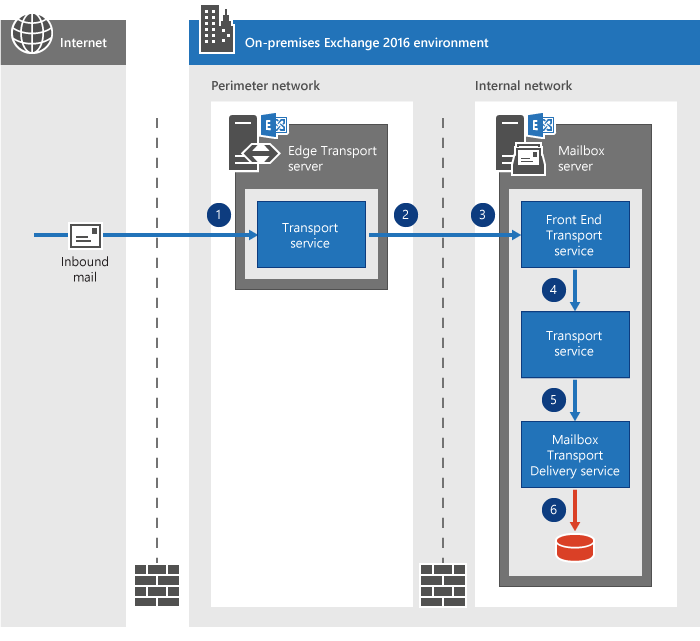 Internet
On-premises Exchange 2016 environment
Perimeter network
Internal network
E
Edge Transport
server
E
Mailbox
server
1
Transport
service
2
3
Front End
Transport
service
Inbound
mail
4
Transport
service
5
Mailbox
Transport
Delivery service
6